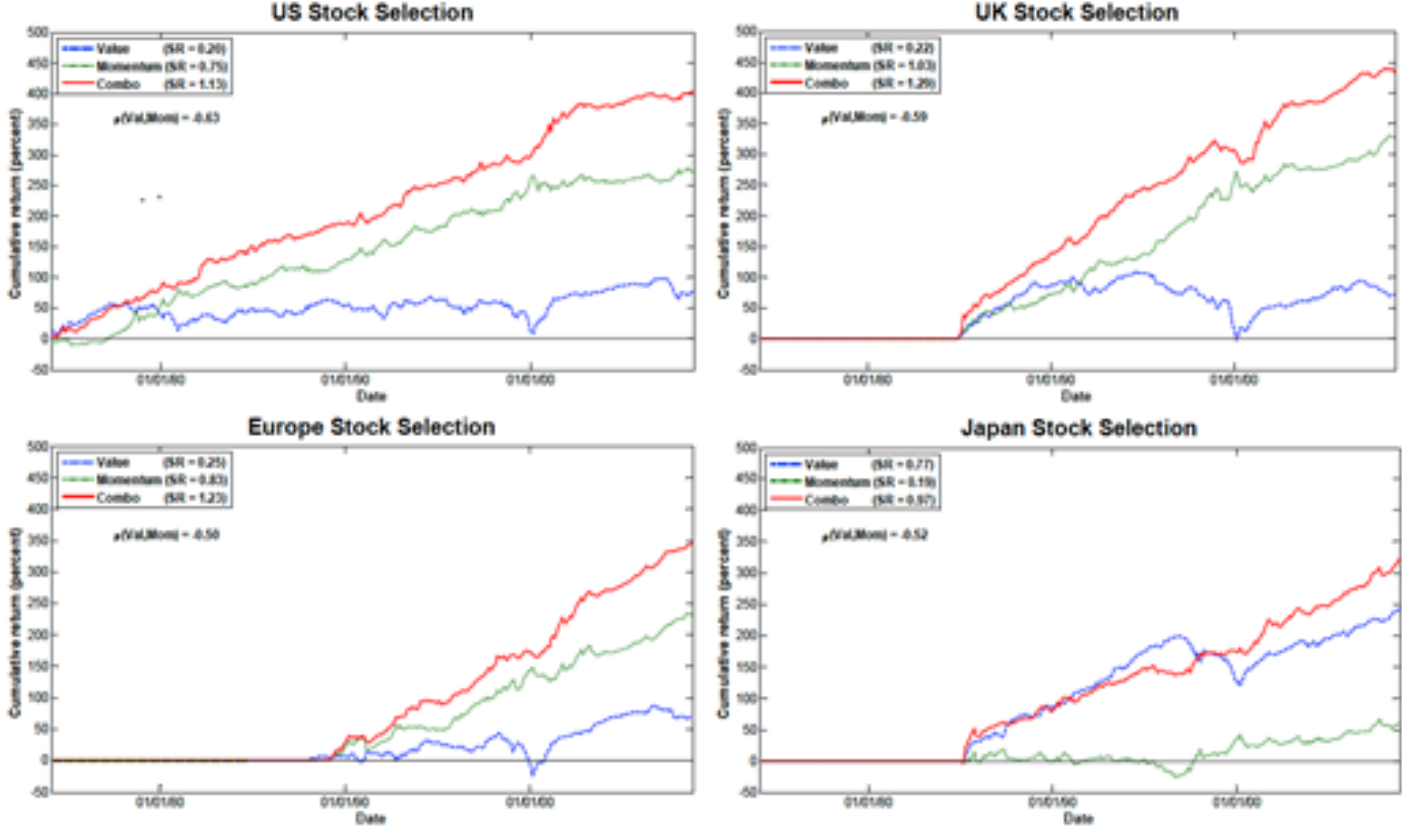 US Stock Selection
Value (SR = 0.20)
Momentum (SR = 0.75)
Combo (SR = 1.13)
ρ(Val,Mom) = -0.63
Cumulative return (percent)
500
450
400
350
300
250
200
150
100
50
0
-50
01/01/80
01/01/90
01/01/00
Date
UK Stock Selection
Value (SR = 0.22)
Momentum (SR = 1.03)
Combo (SR = 1.29)
ρ(Val,Mom) = -0.59
Cumulative return (percent)
500
450
400
350
300
250
200
150
100
50
0
-50
01/01/80
01/01/90
01/01/00
Date
Europe Stock Selection
Value (SR = 0.25)
Momentum (SR = 0.83)
Combo (SR = 1.23)
ρ(Val,Mom) = -0.50
Cumulative return (percent)
500
450
400
350
300
250
200
150
100
50
0
-50
01/01/80
01/01/90
01/01/00
Date
Japan Stock Selection
Value (SR = 0.77)
Momentum (SR = 0.19)
Combo (SR = 0.97)
ρ(Val,Mom) = -0.52
Cumulative return (percent)
500
450
400
350
300
250
200
150
100
50
0
-50
01/01/80
01/01/90
01/01/00
Date